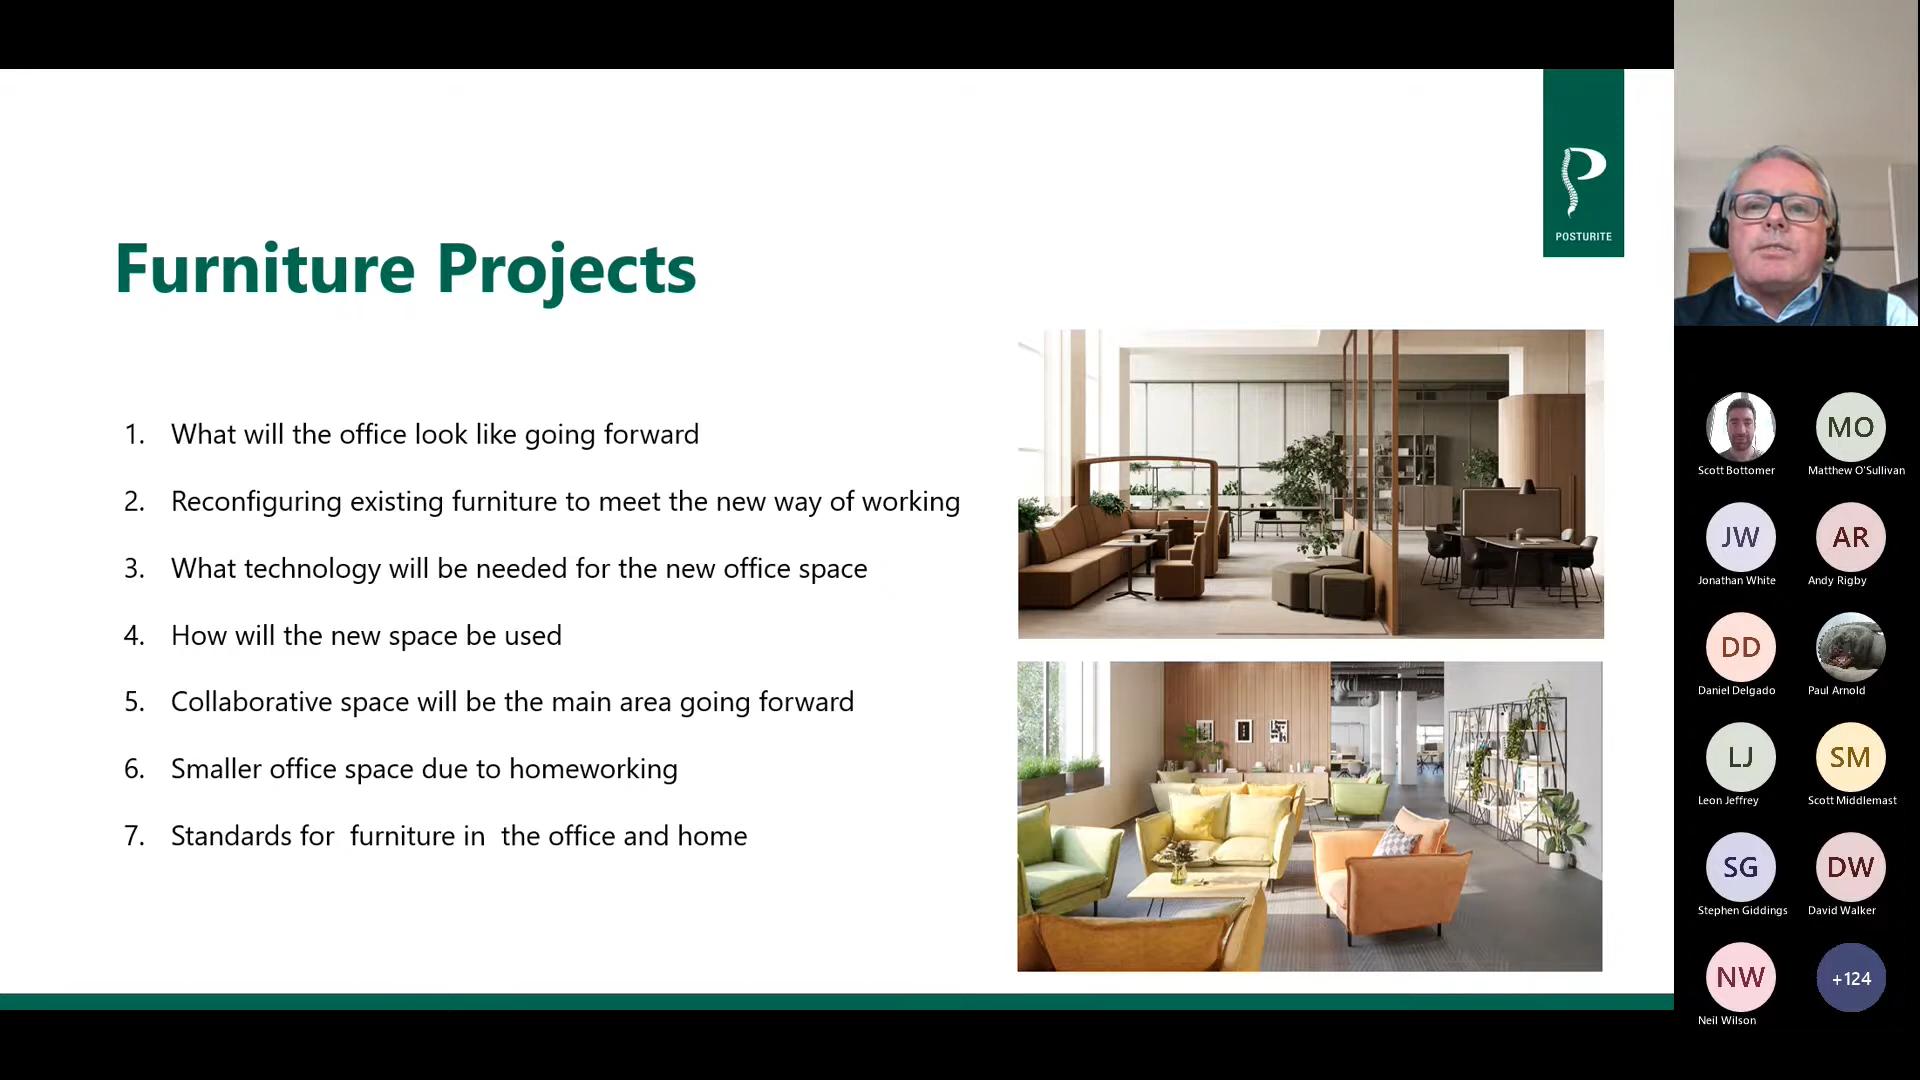 POSTURITE
Furniture Projects
1. What will the office look like going forward
2. Reconfiguring existing furniture to meet the new way of working
3. What technology will be needed for the new office space
4. How will the new space be used
5. Collaborative space will be the main area going forward
6. Smaller office space due to homeworking
7. Standards for  furniture in  the office and home
Scott Bottomer
MO
Matthew O'Sullivan
JW
Jonathan White
AR
Andy Rigby
DD
Daniel Delgado
Paul Arnold
LJ
Leon Jeffrey
SM
Scott Middlemast
SG
Stephen Giddings
DW
David Walker
NW
Neil Wilson
+124